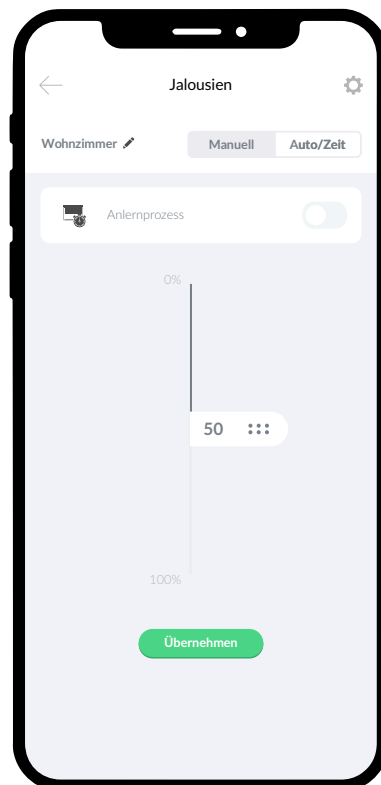 Jalousien
Wohnzimmer
Manuell
Auto/Zeit
Anlernprozess
0%
50
100%
Übernehmen